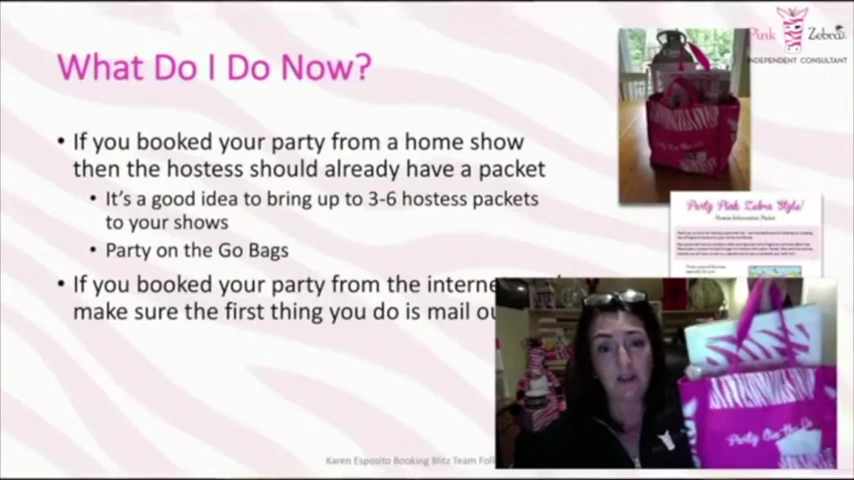 Pink Zebra
INDEPENDENT CONSULTANT
What Do I Do Now?
• If you booked your party from a home show
then the hostess should already have a packet
• It's a good idea to bring up to 3-6 hostess packets
to your shows
• Party on the Go Bags
• If you booked your party from the interne
make sure the first thing you do is mail ou
Party Pink Zebra Style!
Hostess Information Packet
Party On the Go
Karen Esposito Booking Blitz Team Foll